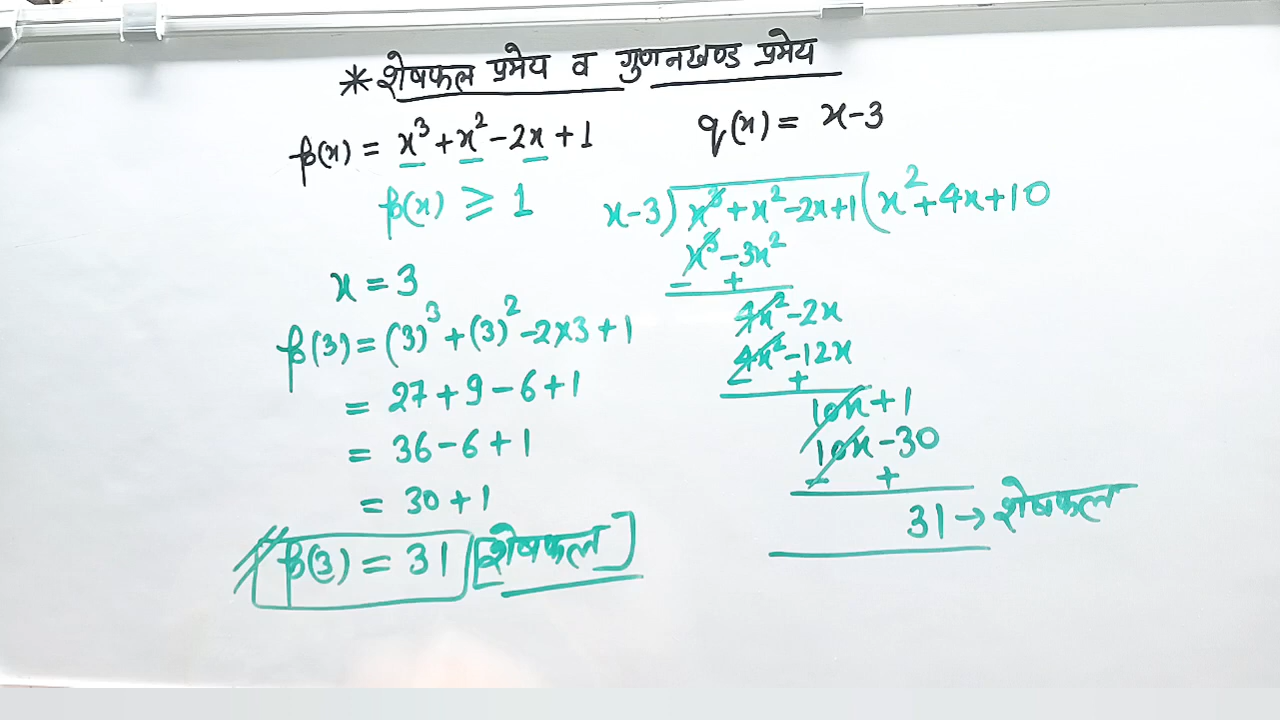 * शेषफल प्रमेय व गुणनखण्ड प्रमेय
p(x) = x³ + x² - 2x + 1
q(x) = x - 3
p(x) ≥ 1
x = 3
p(3) = (3)³ + (3)² - 2×3 + 1
= 27 + 9 - 6 + 1
= 36 - 6 + 1
= 30 + 1
p(3) = 31 [शेषफल]
x-3) x³ + x² - 2x + 1 ( x² + 4x + 10
x³ - 3x²
- +
4x² - 2x
4x² - 12x
- +
10x + 1
10x - 30
- +
31 → शेषफल